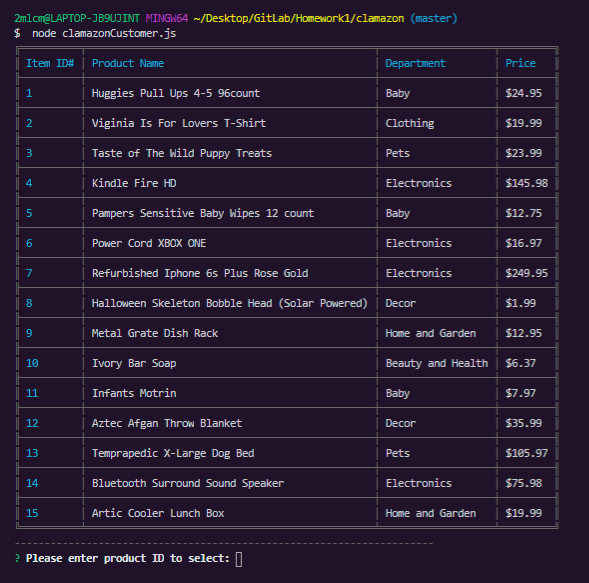 2mlcm@LAPTOP-JB9UJINT MINGW64 ~/Desktop/GitLab/Homework1/clamazon (master)
$ node clamazonCustomer.js
Item ID# Product Name Department Price
1 Huggies Pull Ups 4-5 96count Baby $24.95
2 Viginia Is For Lovers T-Shirt Clothing $19.99
3 Taste of The Wild Puppy Treats Pets $23.99
4 Kindle Fire HD Electronics $145.98
5 Pampers Sensitive Baby Wipes 12 count Baby $12.75
6 Power Cord XBOX ONE Electronics $16.97
7 Refurbished Iphone 6s Plus Rose Gold Electronics $249.95
8 Halloween Skeleton Bobble Head (Solar Powered) Decor $1.99
9 Metal Grate Dish Rack Home and Garden $12.95
10 Ivory Bar Soap Beauty and Health $6.37
11 Infants Motrin Baby $7.97
12 Aztec Afgan Throw Blanket Decor $35.99
13 Temprapedic X-Large Dog Bed Pets $105.97
14 Bluetooth Surround Sound Speaker Electronics $75.98
15 Artic Cooler Lunch Box Home and Garden $19.99
----------------------------------------------------------------------
? Please enter product ID to select: